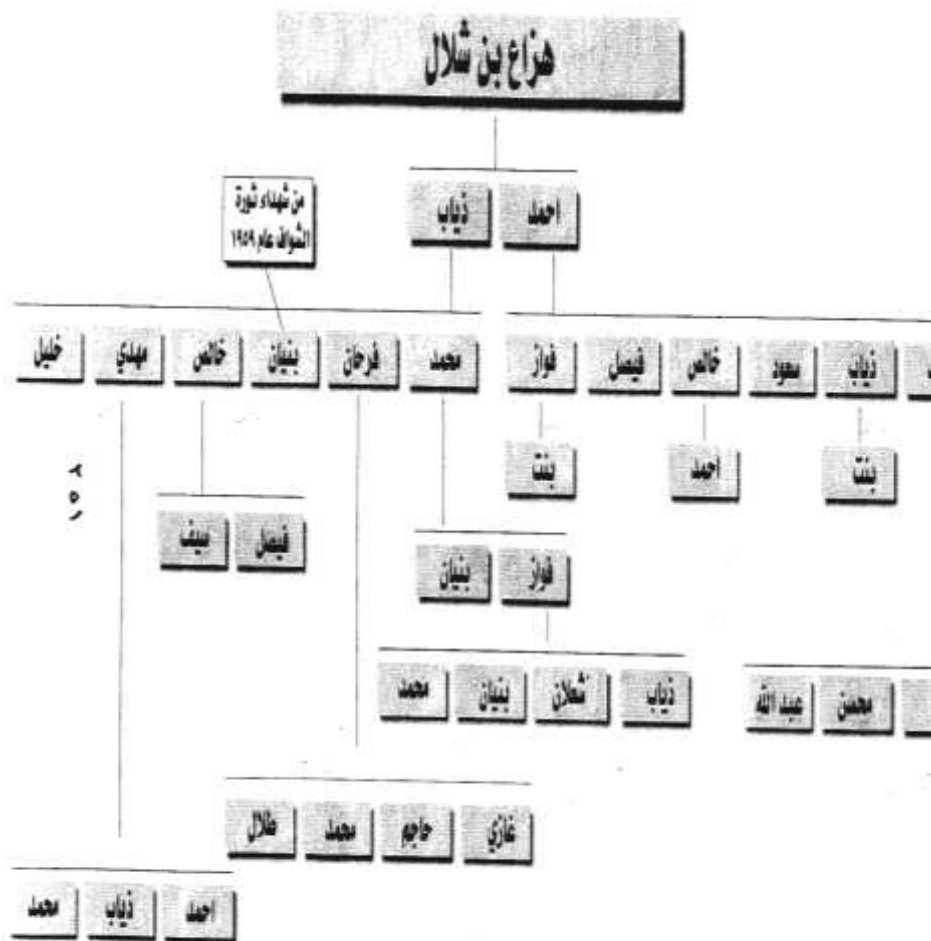 هزاع بن شلال
احمد
ذياب
من شهداء ثورة
الشواف عام ١٩٥٩
ذياب
سعود
خالص
فيصل
فواز
محمد
فرحان
بنيان
خالص
مهدي
خليل
بنت
احمد
بنت
٢٥١
فيصل
سيف
فواز
بنيان
محسن
عبد الله
ذياب
شعلان
بنيان
محمد
غازي
حاجم
محمد
طلال
احمد
ذياب
محمد